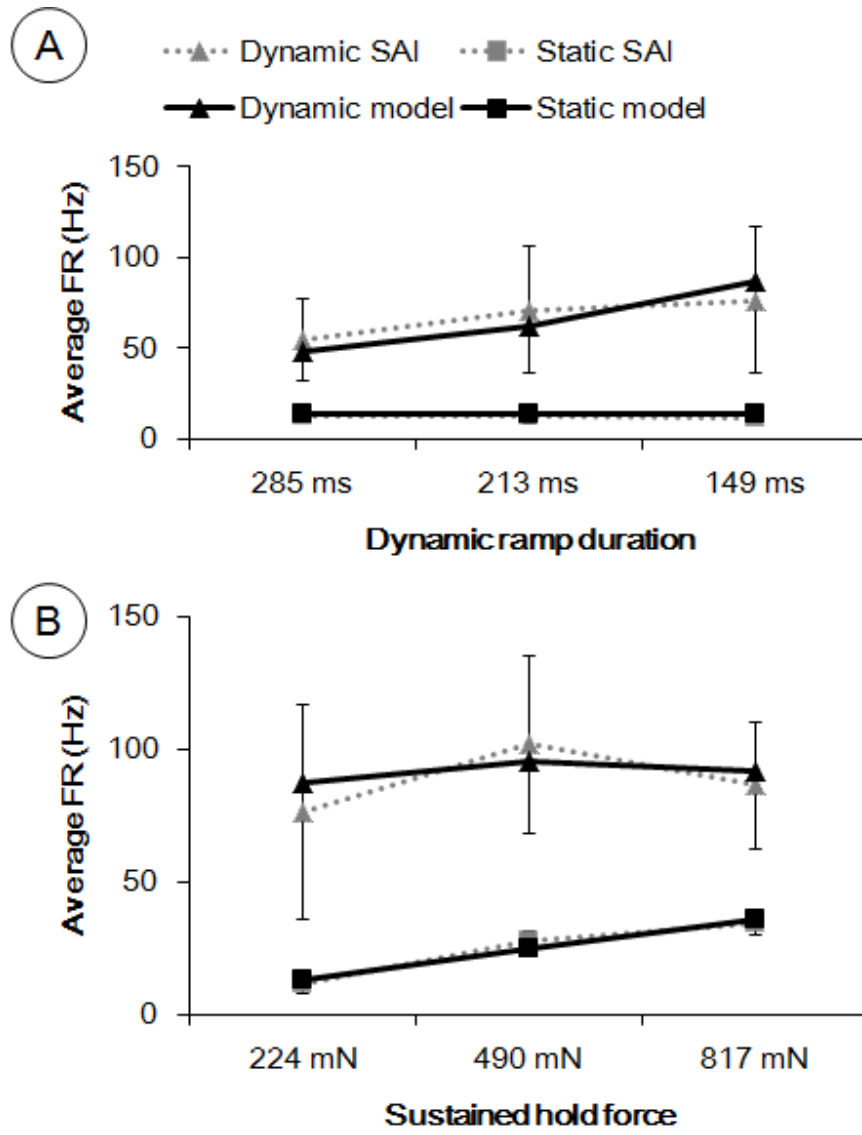 A
Dynamic SAI Static SAI
Dynamic model Static model
Average FR (Hz)
150
100
50
0
285 ms 213 ms 149 ms
Dynamic ramp duration
B
Average FR (Hz)
150
100
50
0
224 mN 490 mN 817 mN
Sustained hold force